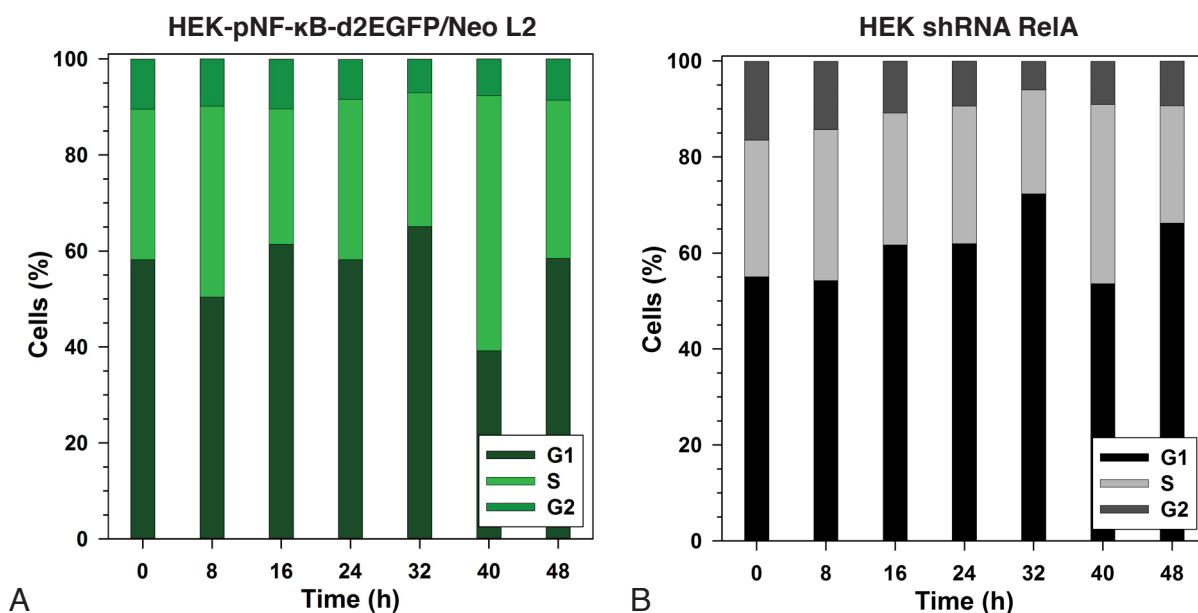 HEK-pNF-κB-d2EGFP/Neo L2
100
80
60
40
20
0
Cells (%)
G1
S
G2
0 8 16 24 32 40 48
Time (h)
A
HEK shRNA RelA
100
80
60
40
20
0
Cells (%)
G1
S
G2
0 8 16 24 32 40 48
Time (h)
B